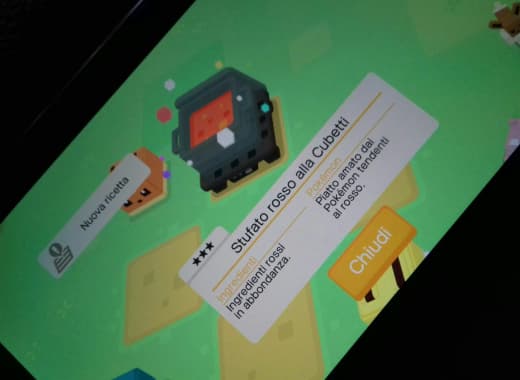 Nuova ricetta
★★★
Stufato rosso alla Cubetti
Ingredienti
Ingredienti rossi
in abbondanza.
Pokémon
Piatto amato dai
Pokémon tendenti
al rosso.
Chiudi